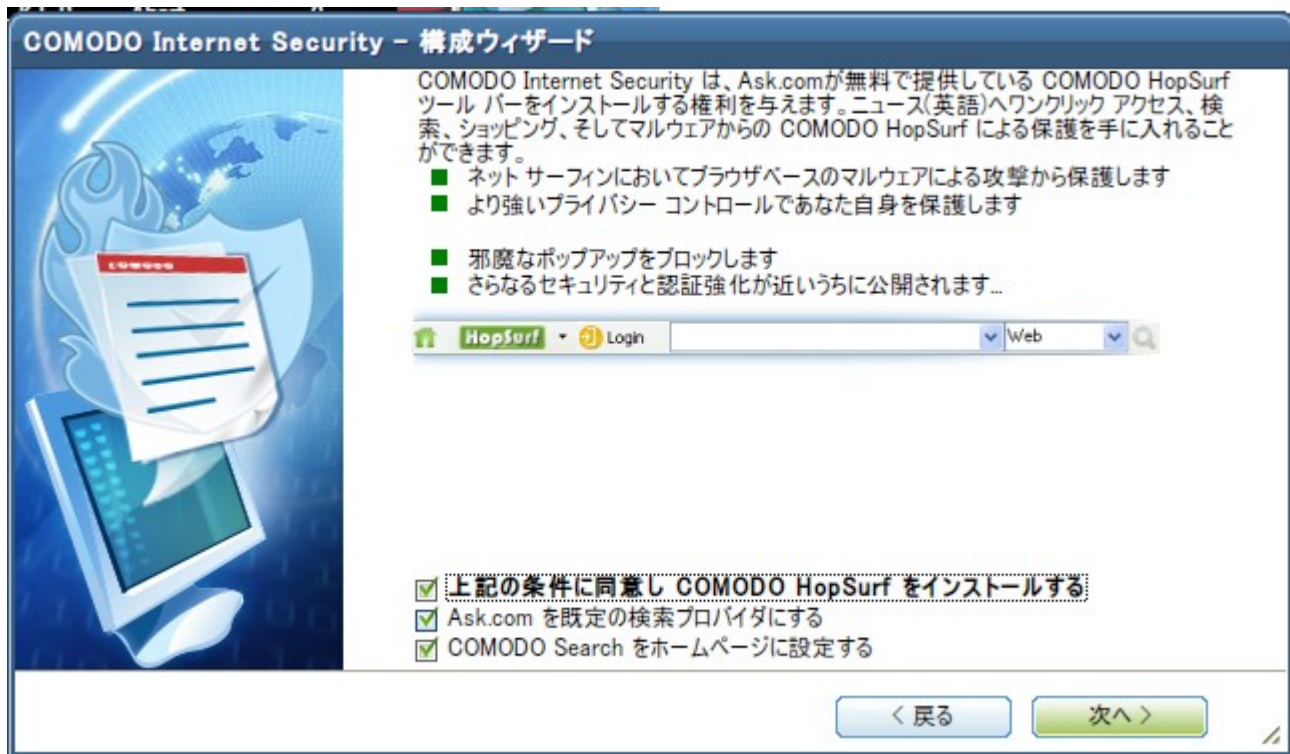 COMODO Internet Security - 構成ウィザード
COMODO Internet Security は、Ask.comが無料で提供している COMODO HopSurf
ツール バーをインストールする権利を与えます。ニュース(英語)へワンクリック アクセス、検
索、ショッピング、そしてマルウェアからの COMODO HopSurf による保護を手に入れること
ができます。
ネット サーフィンにおいてブラウザベースのマルウェアによる攻撃から保護します
より強いプライバシー コントロールであなた自身を保護します
邪魔なポップアップをブロックします
さらなるセキュリティと認証強化が近いうちに公開されます...
COMODO
HopSurf Login Web
上記の条件に同意し COMODO HopSurf をインストールする
Ask.com を既定の検索プロバイダにする
COMODO Search をホームページに設定する
< 戻る 次へ >